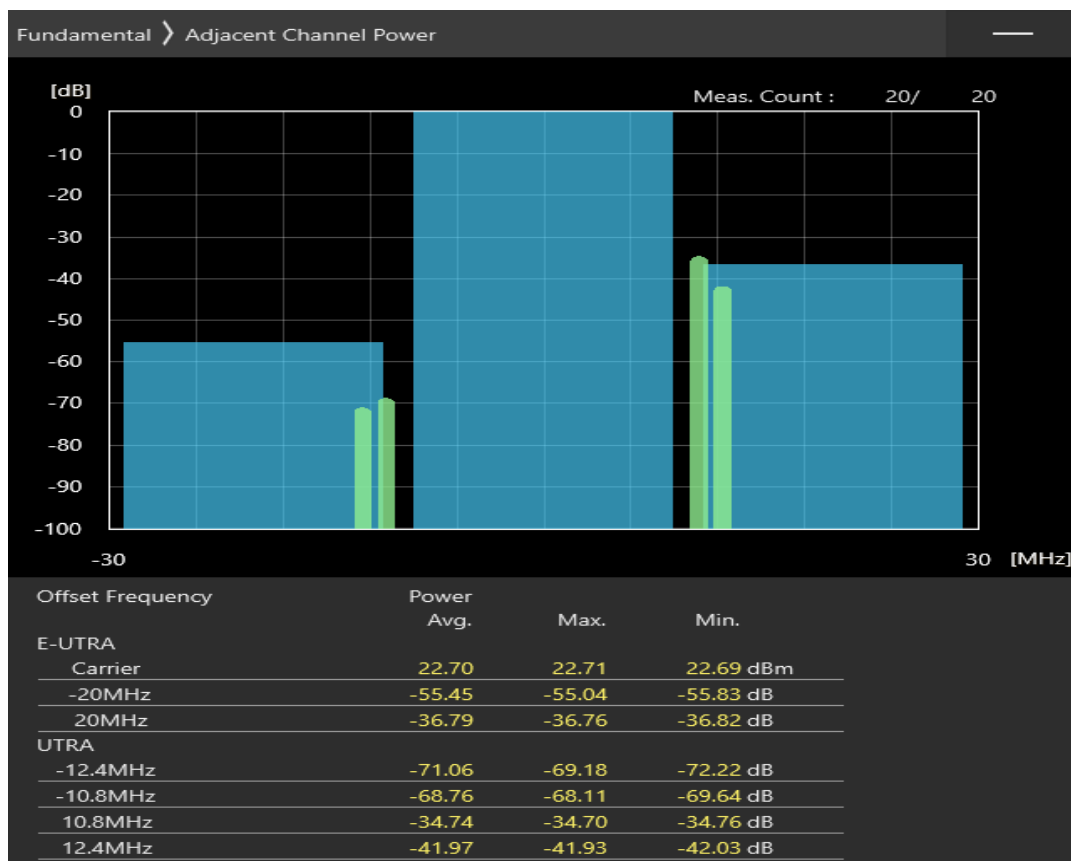 Fundamental ❯ Adjacent Channel Power
[dB]
Meas. Count : 20/ 20
0
-10
-20
-30
-40
-50
-60
-70
-80
-90
-100
-30 30 [MHz]
Offset Frequency Power
Avg. Max. Min.
E-UTRA
Carrier 22.70 22.71 22.69 dBm
-20MHz -55.45 -55.04 -55.83 dB
20MHz -36.79 -36.76 -36.82 dB
UTRA
-12.4MHz -71.06 -69.18 -72.22 dB
-10.8MHz -68.76 -68.11 -69.64 dB
10.8MHz -34.74 -34.70 -34.76 dB
12.4MHz -41.97 -41.93 -42.03 dB